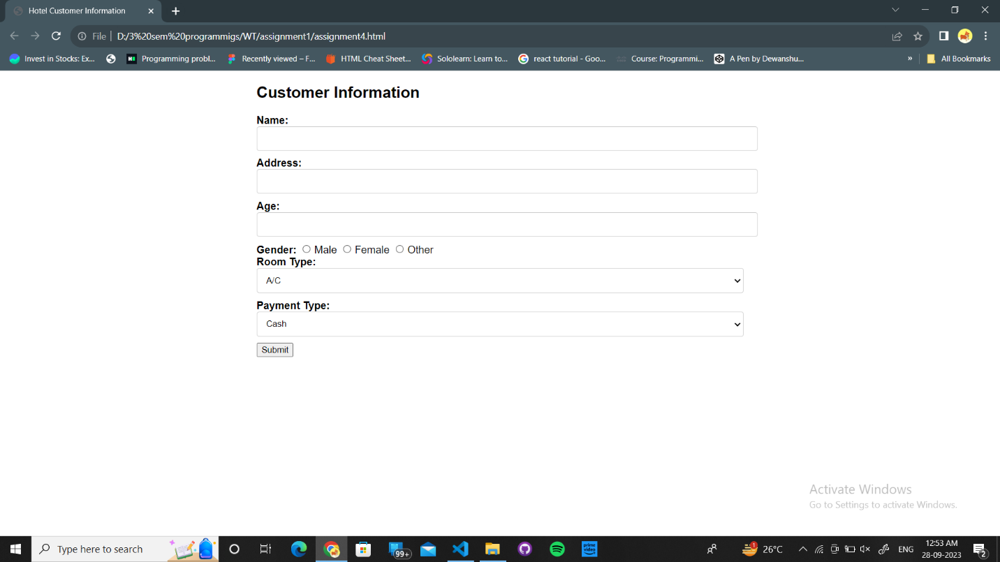 Hotel Customer Information
File D:/3%20sem%20programmigs/WT/assignment1/assignment4.html
Invest in Stocks: Ex... Programming probl... Recently viewed – F... HTML Cheat Sheet... Sololearn: Learn to... react tutorial - Goo... Course: Programmi... A Pen by Dewanshu... » All Bookmarks
Customer Information
Name:
Address:
Age:
Gender: Male Female Other
Room Type:
A/C
Payment Type:
Cash
Submit
Activate Windows
Go to Settings to activate Windows.
Type here to search 99+ prime video 1 26°C ENG 12:53 AM 2
28-09-2023